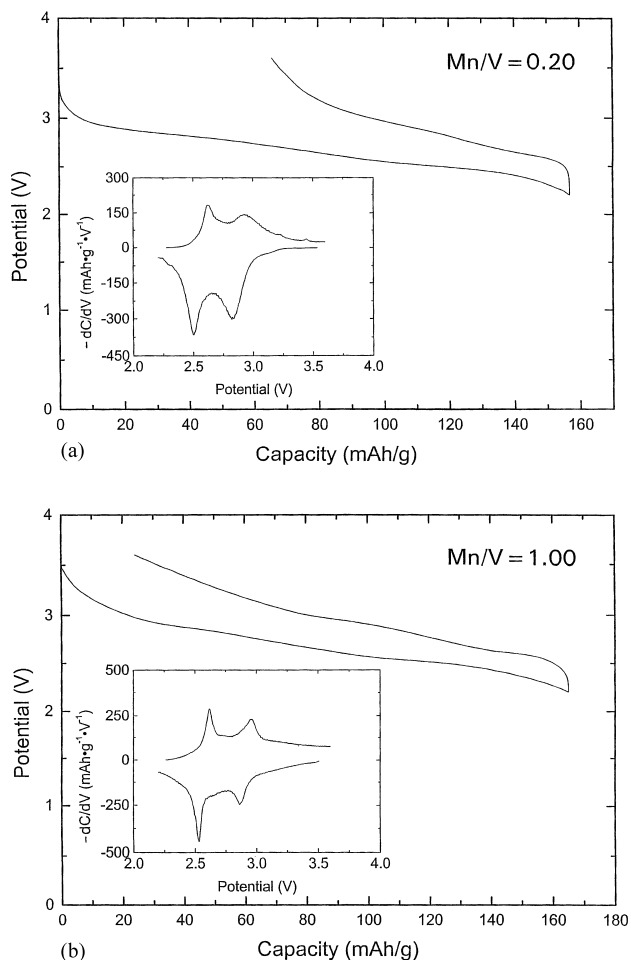 4
3
2
1
0
Potential (V)
Mn/V = 0.20
300
150
0
-300
-450
-150
− dC/dV (mAh•g⁻¹•V⁻¹)
2.0 2.5 3.0 3.5 4.0
Potential (V)
0 20 40 60 80 100 120 140 160
(a)
Capacity (mAh/g)
4
3
2
1
0
Potential (V)
Mn/V = 1.00
500
250
0
-250
-500
− dC/dV (mAh•g⁻¹•V⁻¹)
2.0 2.5 3.0 3.5 4.0
Potential (V)
0 20 40 60 80 100 120 140 160 180
(b)
Capacity (mAh/g)